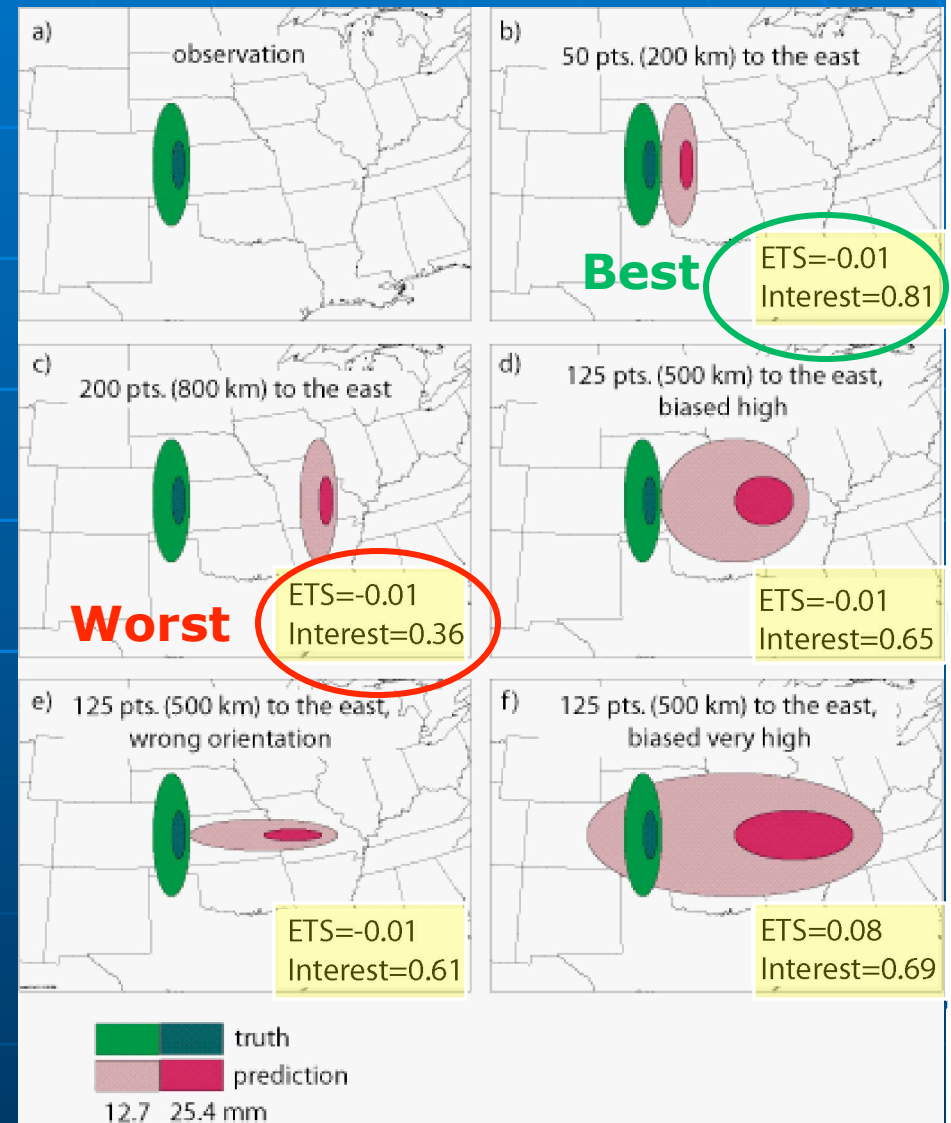 a)
observation
b)
50 pts. (200 km) to the east
Best
ETS=-0.01
Interest=0.81
c)
200 pts. (800 km) to the east
Worst
ETS=-0.01
Interest=0.36
d)
125 pts. (500 km) to the east,
biased high
ETS=-0.01
Interest=0.65
e)
125 pts. (500 km) to the east,
wrong orientation
ETS=-0.01
Interest=0.61
f)
125 pts. (500 km) to the east,
biased very high
ETS=0.08
Interest=0.69
truth
prediction
12.7 25.4 mm